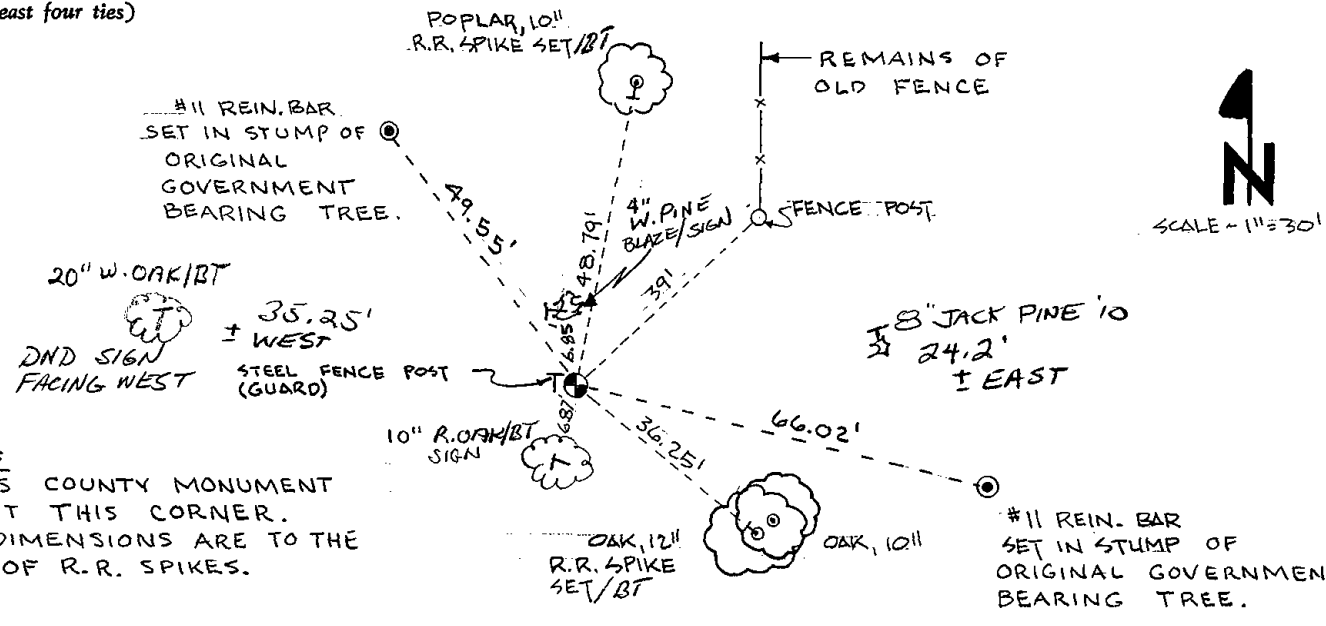 east four ties)
POPLAR, 10"
R.R. SPIKE SET/BT
REMAINS OF
OLD FENCE
#11 REIN. BAR
SET IN STUMP OF
ORIGINAL
GOVERNMENT
BEARING TREE.
N
SCALE ~ 1"=30'
49.55'
48.79'
4"
W. PINE
BLAZE/SIGN
FENCE POST
39'
20" W. OAK/BT
± 35.25'
WEST
DND SIGN
FACING WEST
STEEL FENCE POST
(GUARD)
6.85
8" JACK PINE '10
24.2'
± EAST
6.87'
10" R.OAK/BT
SIGN
36.25'
66.02'
S COUNTY MONUMENT
T THIS CORNER.
DIMENSIONS ARE TO THE
OF R.R. SPIKES.
OAK, 12"
R.R. SPIKE
SET/BT
OAK, 10"
#11 REIN. BAR
SET IN STUMP OF
ORIGINAL GOVERNMEN
BEARING TREE.